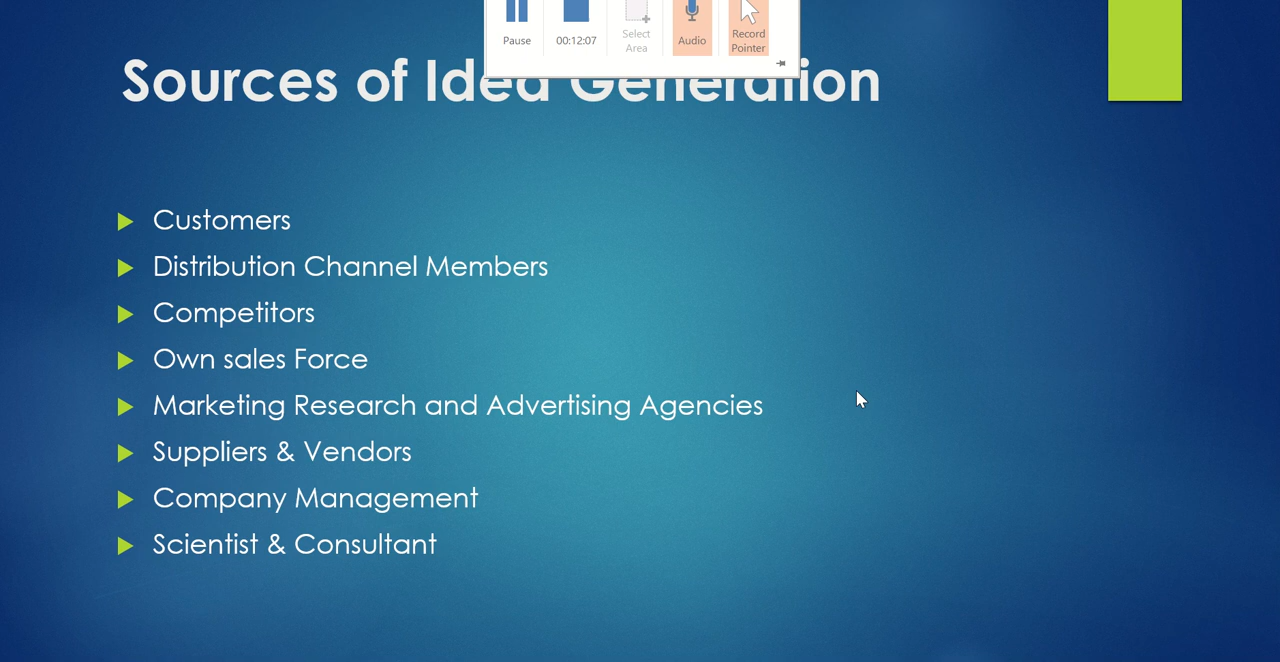 Pause
00:12:07
Select
Area
Audio
Record
Pointer
Sources of Idea Generation
Customers
Distribution Channel Members
Competitors
Own sales Force
Marketing Research and Advertising Agencies
Suppliers & Vendors
Company Management
Scientist & Consultant